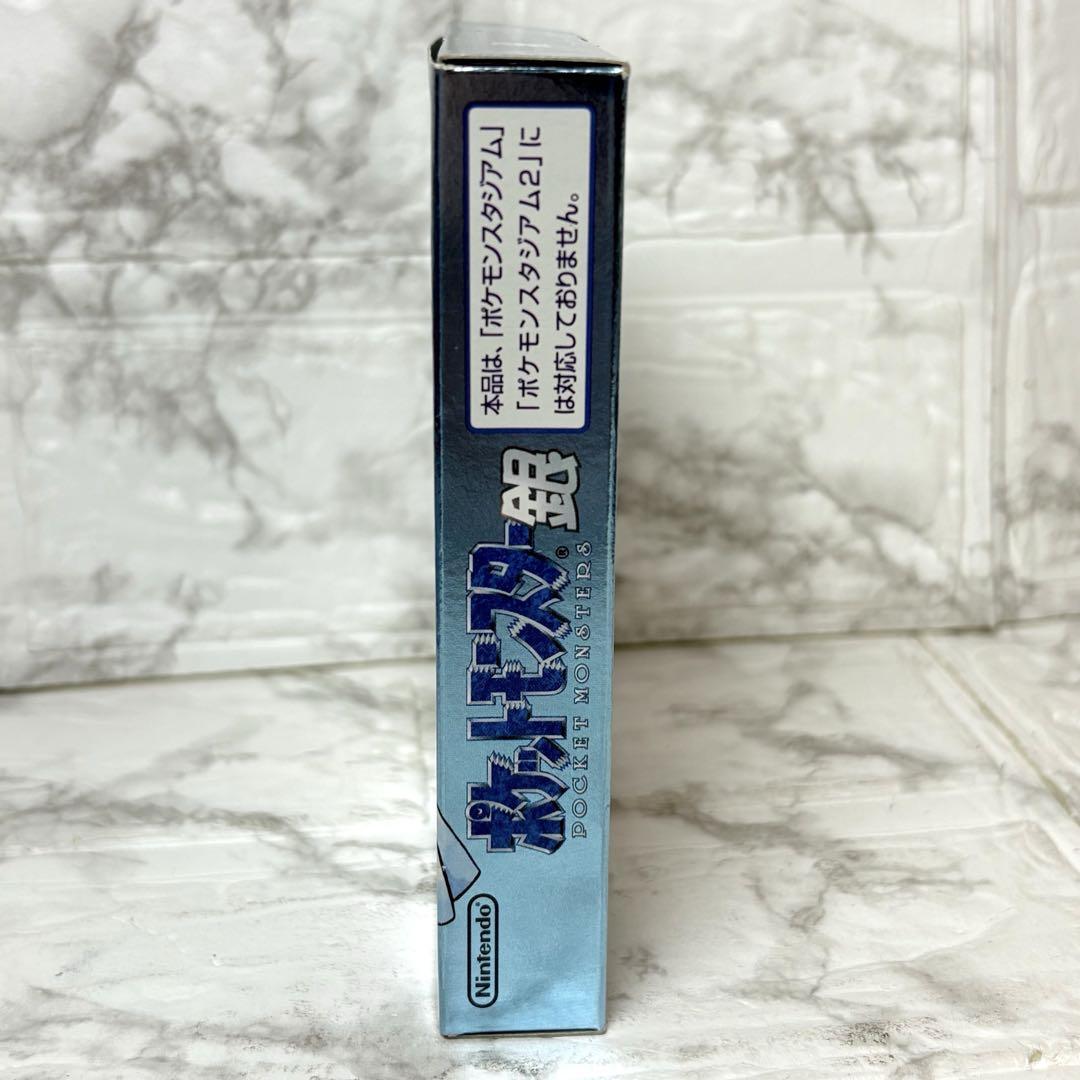 本品は、「ポケモンスタジアム」
「ポケモンスタジアム2」に
は対応しておりません。
ポケットモンスター銀
®
POCKET MONSTERS
Nintendo®